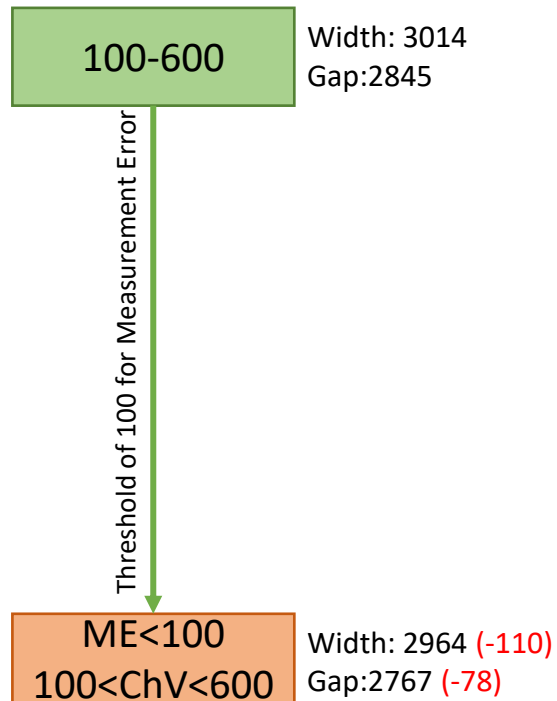 100-600
Width: 3014
Gap:2845
Threshold of 100 for Measurement Error
ME<100
100<ChV<600
Width: 2964 (-110)
Gap:2767 (-78)